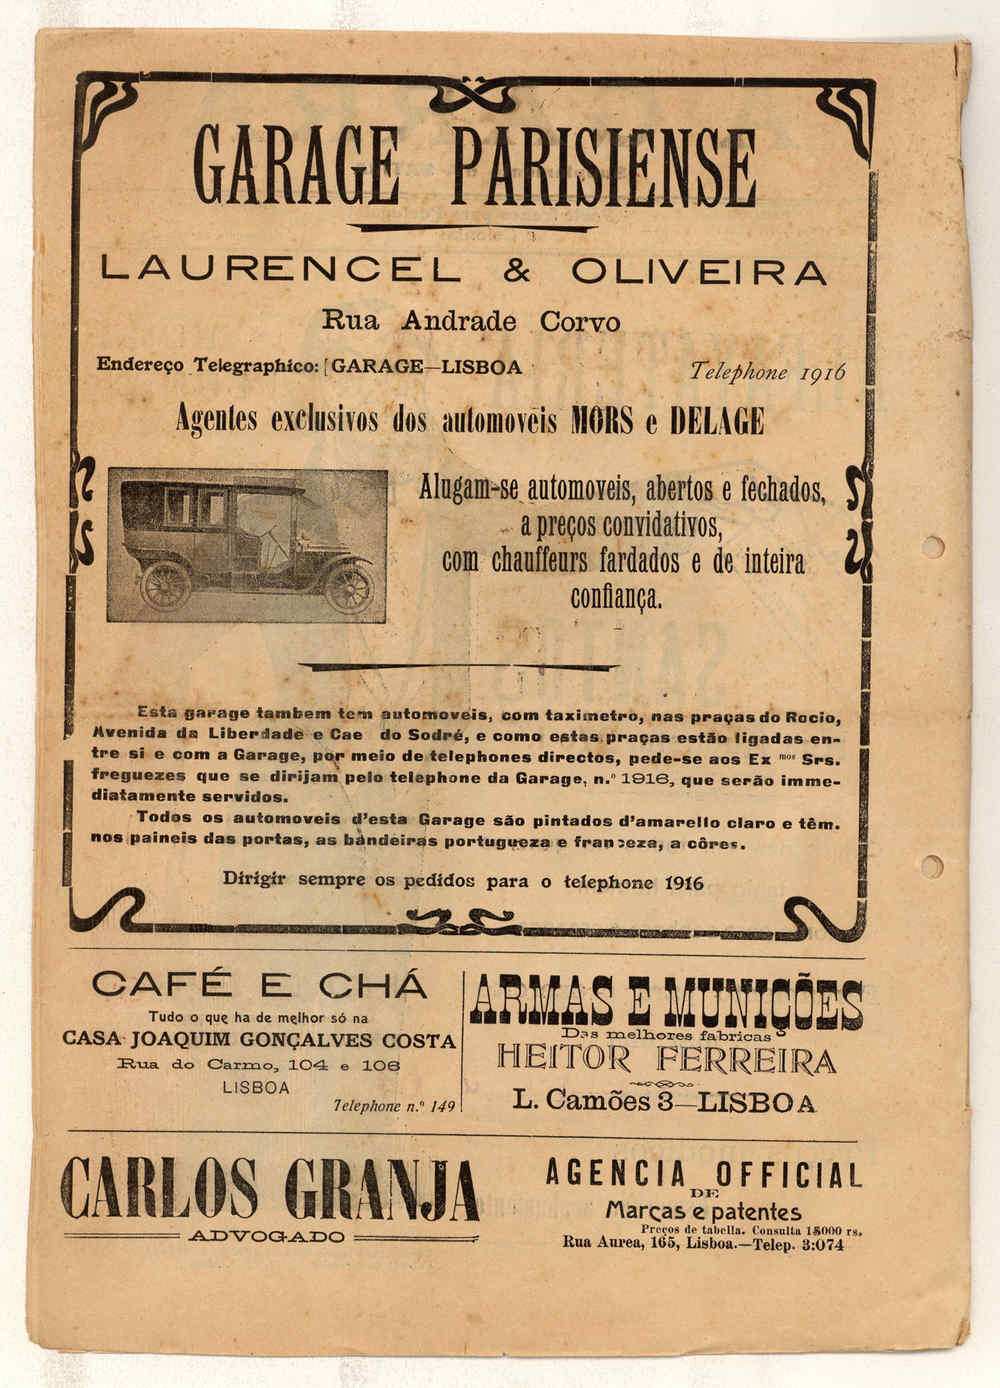 GARAGE PARISIENSE
LAURENCEL & OLIVEIRA
Rua Andrade Corvo
Endereço Telegraphico: [GARAGE—LISBOA
Telephone 1916
Agentes exclusivos dos automoveis MORS e DELAGE
Alugam-se automoveis, abertos e fechados,
a preços convidativos,
com chauffeurs fardados e de inteira
confiança.
Esta garage tambem tem automoveis, com taximetro, nas praças do Rocio,
Avenida da Liberdade e Cae do Sodré, e como estas praças estão ligadas en-
tre si e com a Garage, por meio de telephones directos, pede-se aos Ex mos Srs.
freguezes que se dirijam pelo telephone da Garage, n.º 1916, que serão imme-
diatamente servidos.
Todos os automoveis d'esta Garage são pintados d'amarello claro e têm.
nos paineis das portas, as bandeiras portugueza e franceza, a côres.
Dirigir sempre os pedidos para o telephone 1916
CAFÉ E CHÁ
Tudo o que ha de melhor só na
CASA JOAQUIM GONÇALVES COSTA
Rua do Carmo, 104 e 106
LISBOA
Telephone n.º 149
ARMAS E MUNIÇÕES
Das melhores fabricas
HEITOR FERREIRA
L. Camões 3—LISBOA
CARLOS GRANJA
ADVOGADO
AGENCIA OFFICIAL
DE
Marcas e patentes
Preços de tabella. Consulta 1$000 rs.
Rua Aurea, 165, Lisboa.—Telep. 3:074